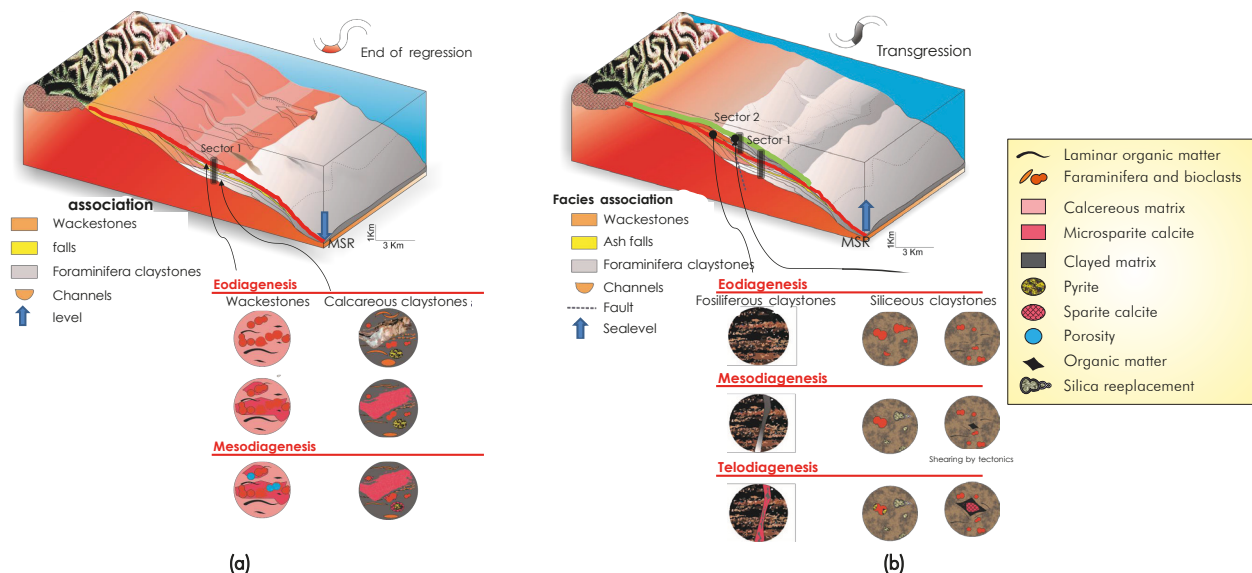 End of regression
Sector 1
association
Wackestones
falls
Foraminifera claystones
Channels
level
MSR
1Km
3 Km
Eodiagenesis
Wackestones
Calcareous claystones
Mesodiagenesis
(a)
Transgression
Sector 2
Sector 1
Facies association
Wackestones
Ash falls
Foraminifera claystones
Channels
Fault
Sealevel
MSR
1Km
3 Km
Eodiagenesis
Fosiliferous claystones
Siliceous claystones
Mesodiagenesis
Shearing by tectonics
Telodiagenesis
(b)
Laminar organic matter
Faraminifera and bioclasts
Calcereous matrix
Microsparite calcite
Clayed matrix
Pyrite
Sparite calcite
Porosity
Organic matter
Silica reeplacement